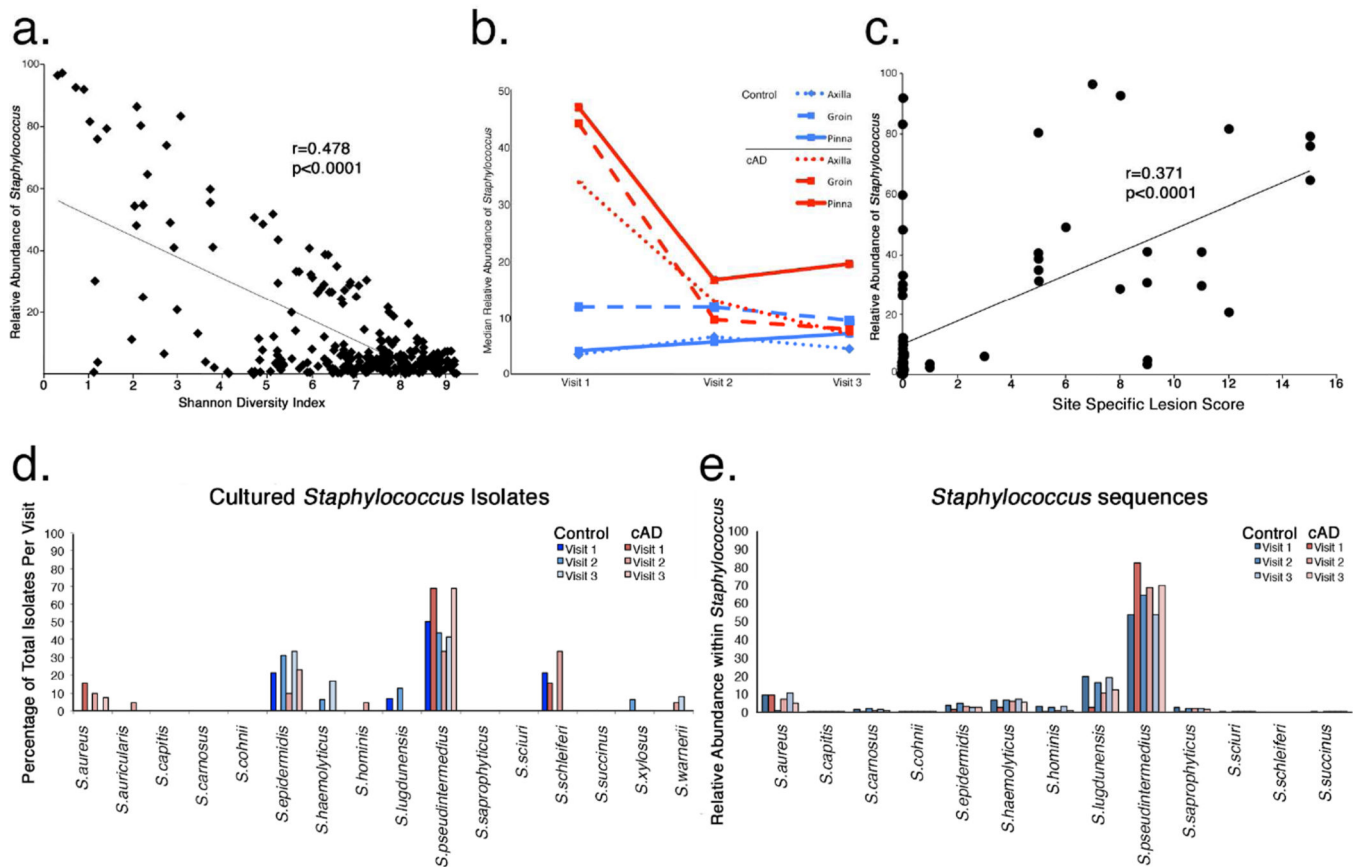 a.
Relative Abundance of Staphylococcus
100
80
60
40
20
0 1 2 3 4 5 6 7 8 9
Shannon Diversity Index
r=0.478
p<0.0001
b.
Median Relative Abundance of Staphylococcus
50
40
30
20
10
0
Visit 1 Visit 2 Visit 3
Control
Axilla
Groin
Pinna
cAD
Axilla
Groin
Pinna
c.
Relative Abundance of Staphylococcus
100
80
60
40
20
0
0 2 4 6 8 10 12 14 16
Site Specific Lesion Score
r=0.371
p<0.0001
d.
Cultured Staphylococcus Isolates
Percentage of Total Isolates Per Visit
100
90
80
70
60
50
40
30
20
10
0
Control cAD
Visit 1 Visit 1
Visit 2 Visit 2
Visit 3 Visit 3
S.aureus
S.auricularis
S.capitis
S.carnosus
S.cohnii
S.epidermidis
S.haemolyticus
S.hominis
S.lugdunensis
S.pseudintermedius
S.saprophyticus
S.sciuri
S.schleiferi
S.succinus
S.xylosus
S.warnerii
e.
Staphylococcus sequences
Relative Abundance within Staphylococcus
100
90
80
70
60
50
40
30
20
10
0
Control cAD
Visit 1 Visit 1
Visit 2 Visit 2
Visit 3 Visit 3
S.aureus
S.capitis
S.carnosus
S.cohnii
S.epidermidis
S.haemolyticus
S.hominis
S.lugdunensis
S.pseudintermedius
S.saprophyticus
S.sciuri
S.schleiferi
S.succinus